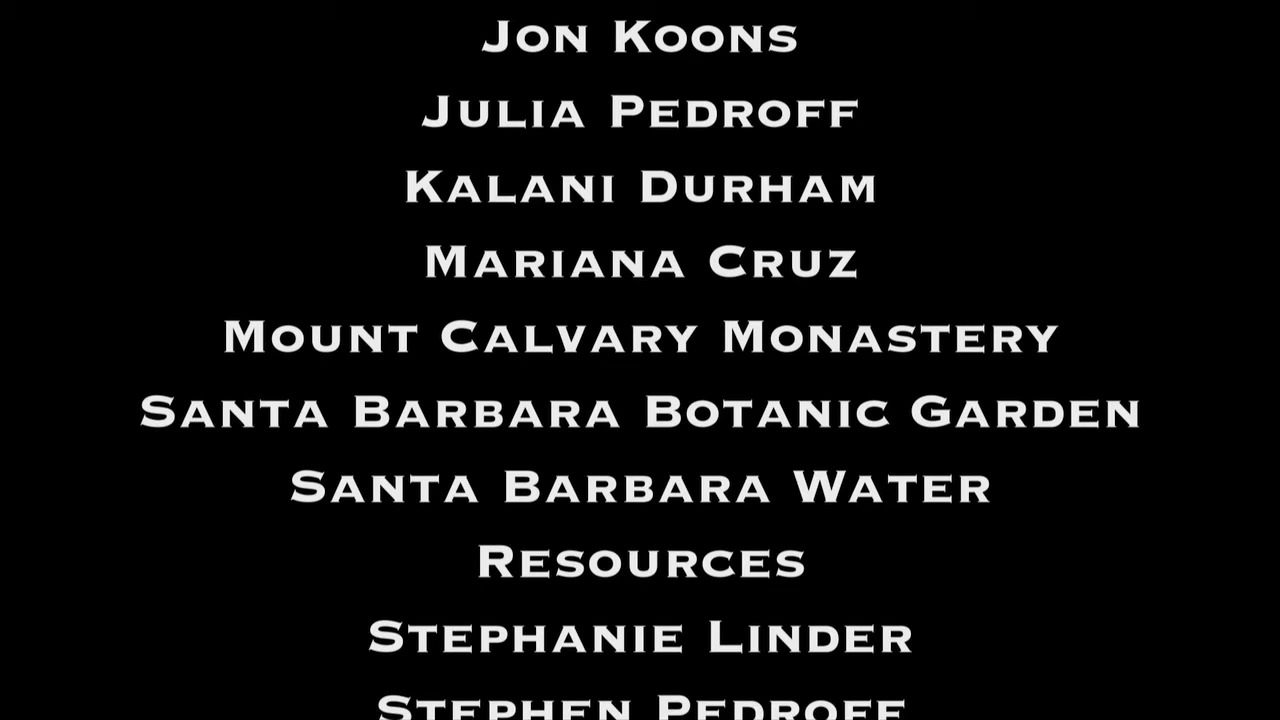 Jon Koons
Julia Pedroff
Kalani Durham
Mariana Cruz
Mount Calvary Monastery
Santa Barbara Botanic Garden
Santa Barbara Water
Resources
Stephanie Linder
Stephen Pedroff